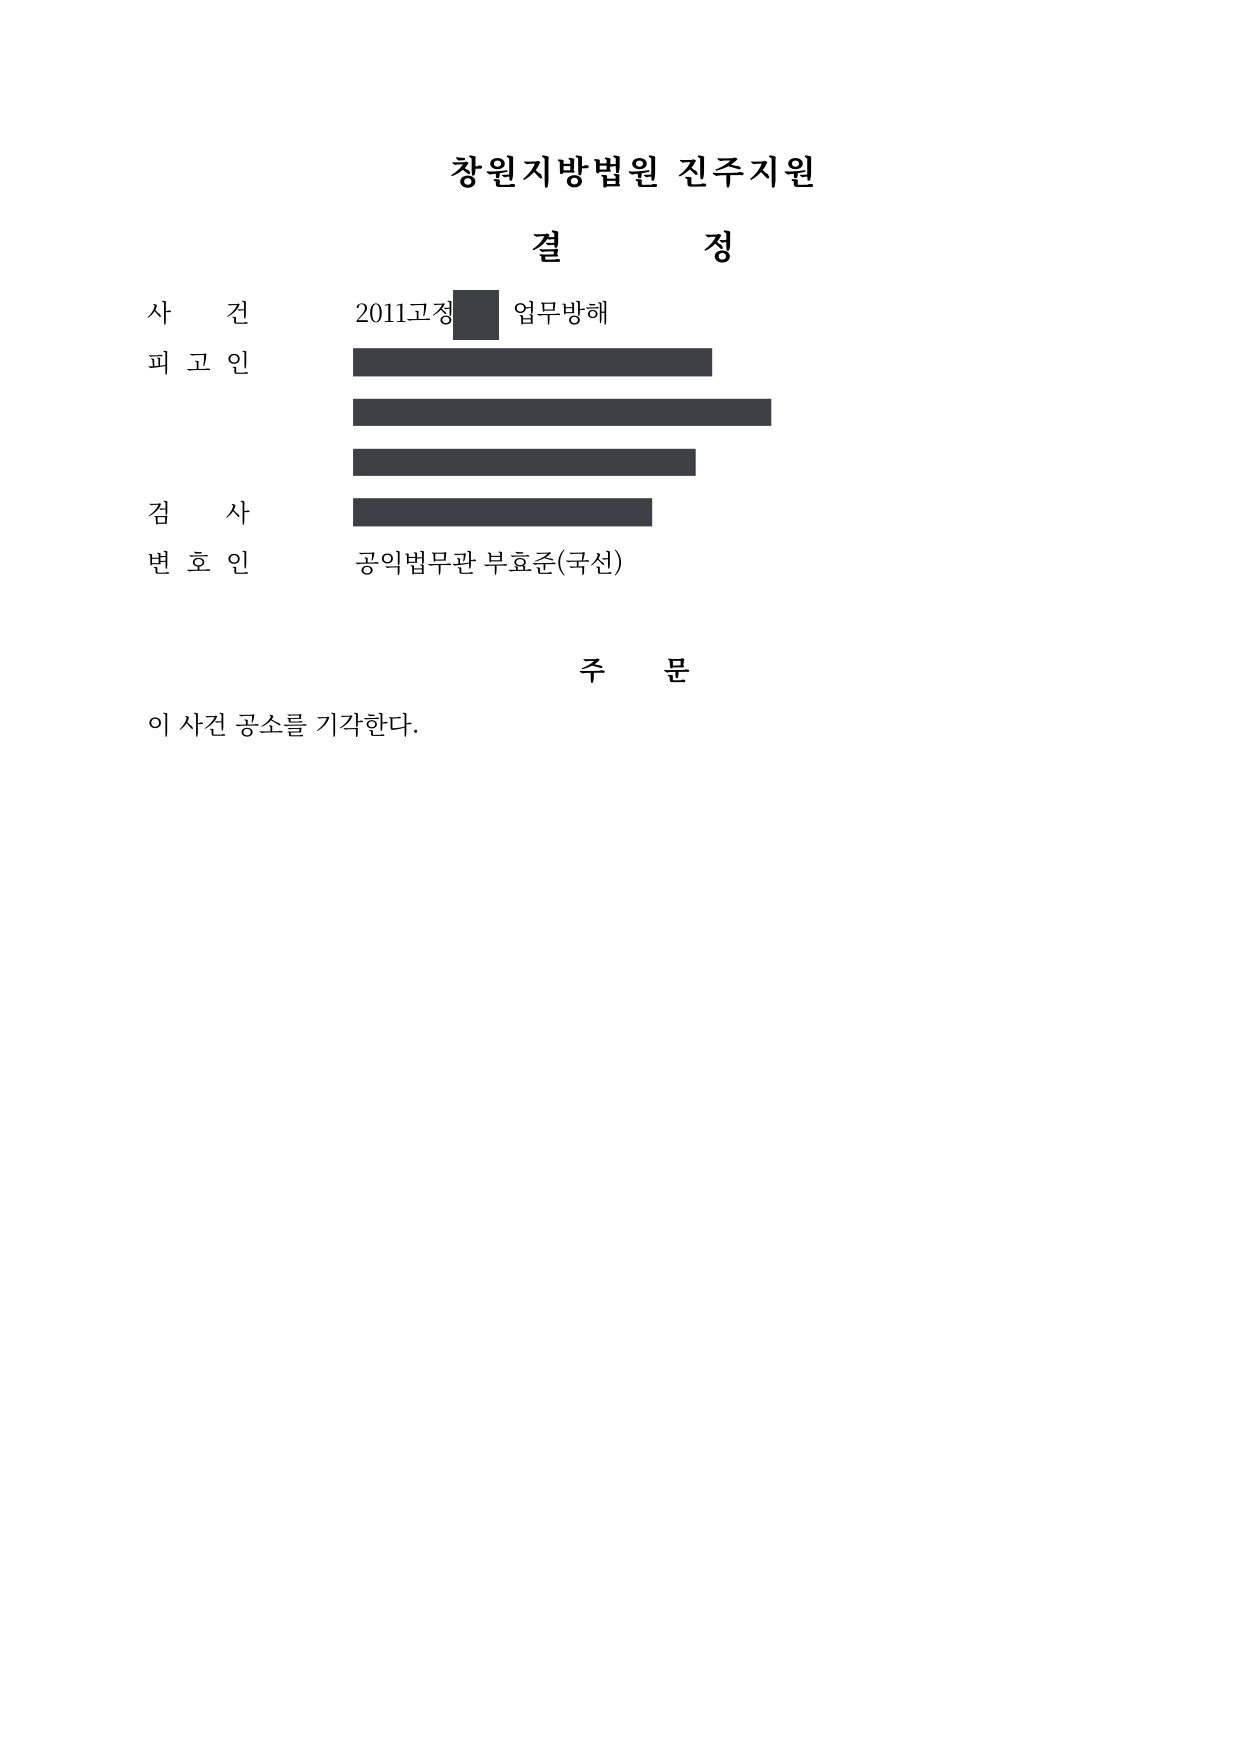 창원지방법원 진주지원
결 정
사 건 2011고정 업무방해
피 고 인
검 사
변 호 인 공익법무관 부효준(국선)
주 문
이 사건 공소를 기각한다.